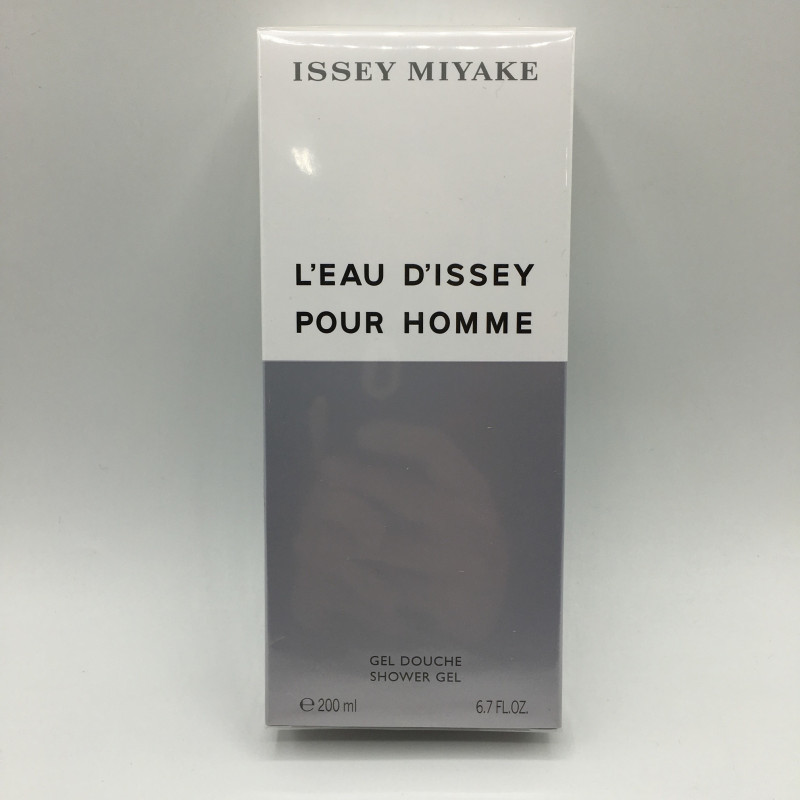 ISSEY MIYAKE
L'EAU D'ISSEY
POUR HOMME
GEL DOUCHE
SHOWER GEL
℮ 200 ml 6.7 FL.OZ.